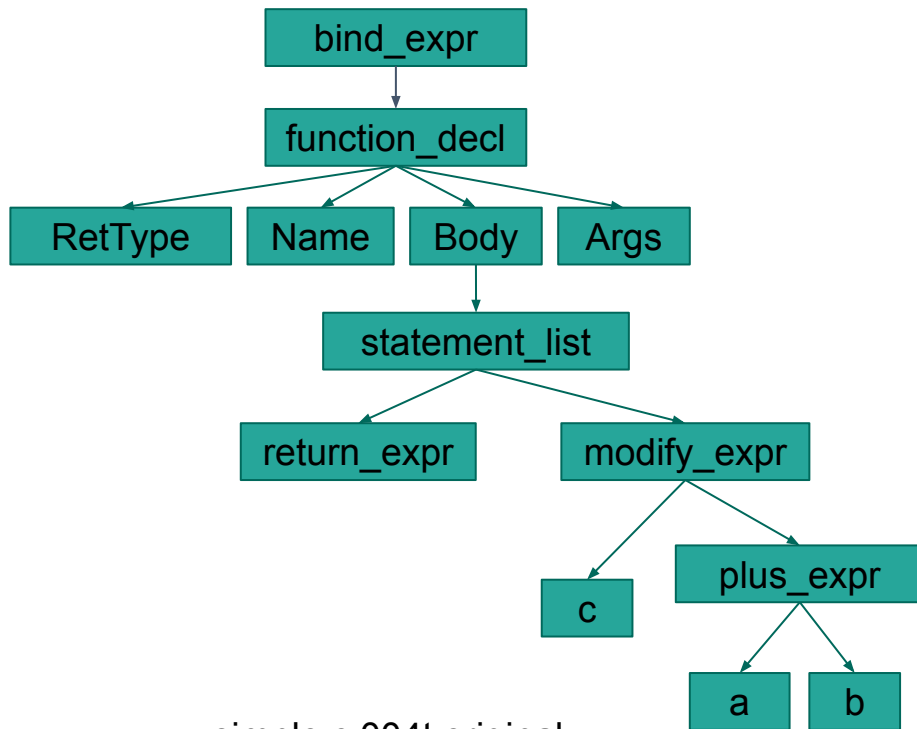 bind_expr
function_decl
RetType
Name
Body
Args
statement_list
return_expr
modify_expr
c
plus_expr
a
b